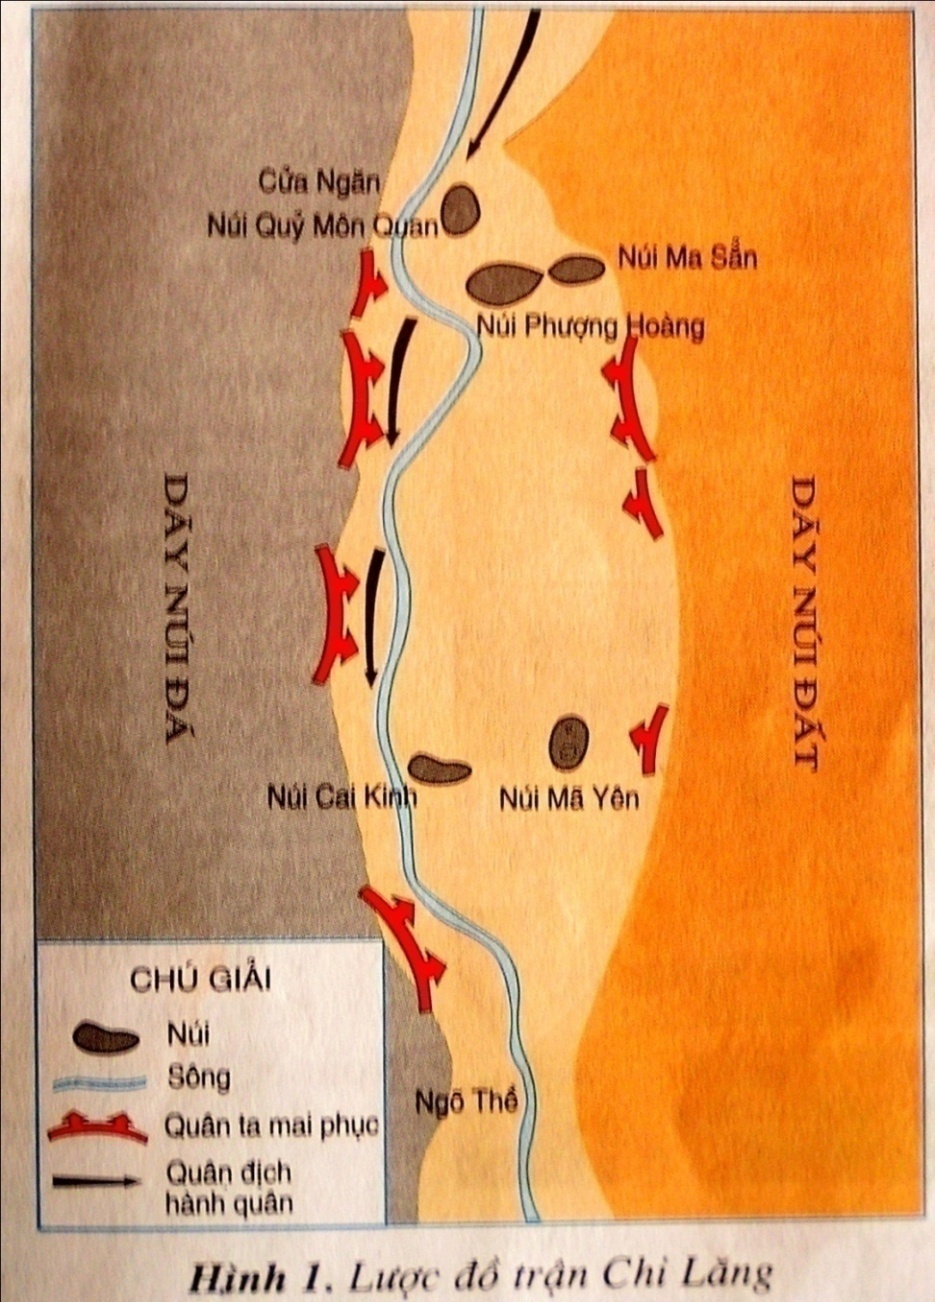 Cửa Ngăn
Núi Quỷ Môn Quan
Núi Ma Sẳn
Núi Phượng Hoàng
DÃY NÚI ĐÁ
DÃY NÚI ĐẤT
Núi Cai Kinh
Núi Mã Yên
CHÚ GIẢI
Núi
Sông
Quân ta mai phục
Quân địch
hành quân
Ngõ Thề
Hình 1. Lược đồ trận Chi Lăng